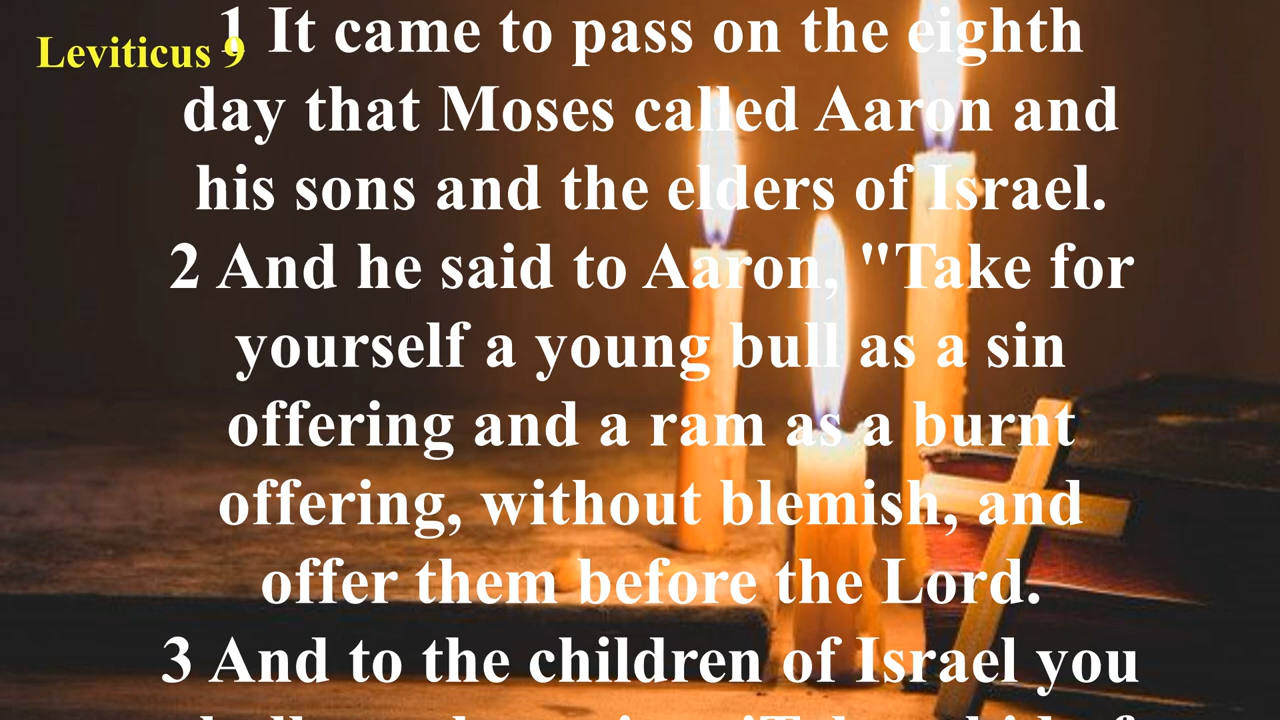 Leviticus 9
1 It came to pass on the eighth
day that Moses called Aaron and
his sons and the elders of Israel.
2 And he said to Aaron, "Take for
yourself a young bull as a sin
offering and a ram as a burnt
offering, without blemish, and
offer them before the Lord.
3 And to the children of Israel you